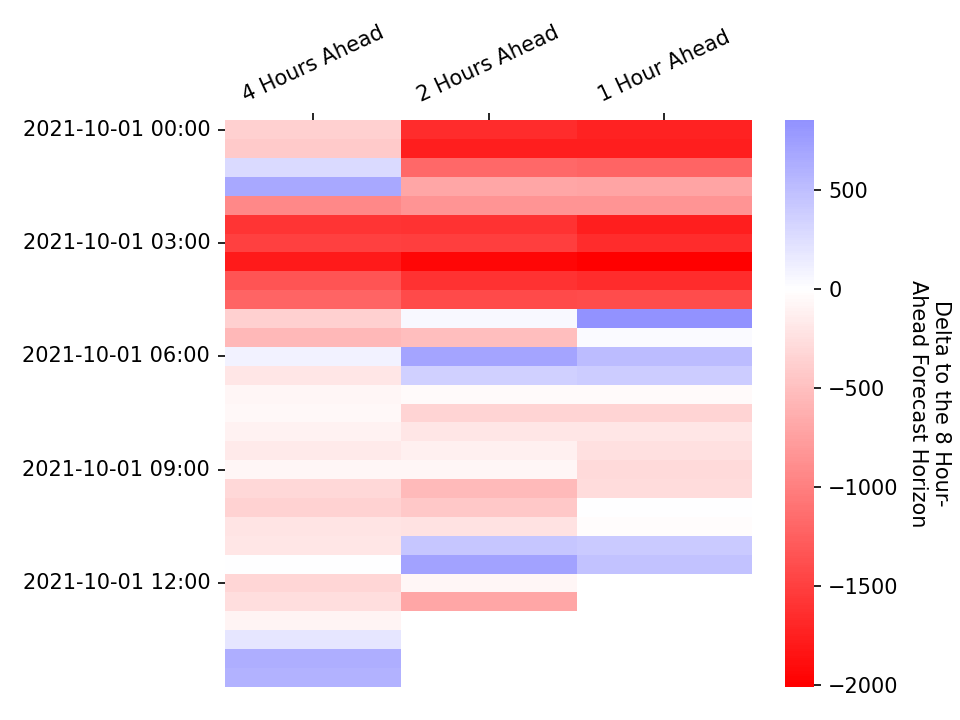 4 Hours Ahead
2 Hours Ahead
1 Hour Ahead
2021-10-01 00:00
2021-10-01 03:00
2021-10-01 06:00
2021-10-01 09:00
2021-10-01 12:00
500
0
−500
−1000
−1500
−2000
Delta to the 8 Hour-
Ahead Forecast Horizon